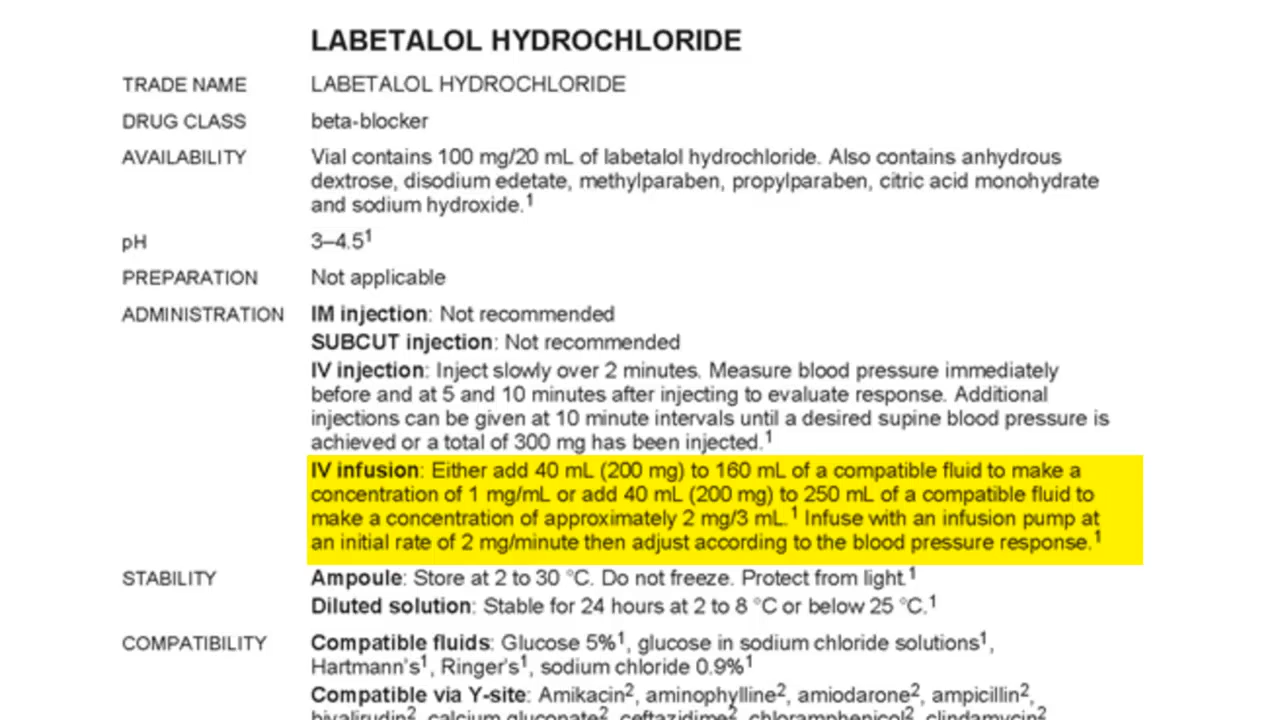 LABETALOL HYDROCHLORIDE
TRADE NAME LABETALOL HYDROCHLORIDE
DRUG CLASS beta-blocker
AVAILABILITY Vial contains 100 mg/20 mL of labetalol hydrochloride. Also contains anhydrous
dextrose, disodium edetate, methylparaben, propylparaben, citric acid monohydrate
and sodium hydroxide.1
pH 3–4.51
PREPARATION Not applicable
ADMINISTRATION IM injection: Not recommended
SUBCUT injection: Not recommended
IV injection: Inject slowly over 2 minutes. Measure blood pressure immediately
before and at 5 and 10 minutes after injecting to evaluate response. Additional
injections can be given at 10 minute intervals until a desired supine blood pressure is
achieved or a total of 300 mg has been injected.1
IV infusion: Either add 40 mL (200 mg) to 160 mL of a compatible fluid to make a
concentration of 1 mg/mL or add 40 mL (200 mg) to 250 mL of a compatible fluid to
make a concentration of approximately 2 mg/3 mL.1 Infuse with an infusion pump at
an initial rate of 2 mg/minute then adjust according to the blood pressure response.1
STABILITY Ampoule: Store at 2 to 30 °C. Do not freeze. Protect from light.1
Diluted solution: Stable for 24 hours at 2 to 8 °C or below 25 °C.1
COMPATIBILITY Compatible fluids: Glucose 5%1, glucose in sodium chloride solutions1,
Hartmann's1, Ringer's1, sodium chloride 0.9%1
Compatible via Y-site: Amikacin2, aminophylline2, amiodarone2, ampicillin2,
bivalirudin2, calcium gluconate2, ceftazidime2, chloramphenicol2, clindamycin2